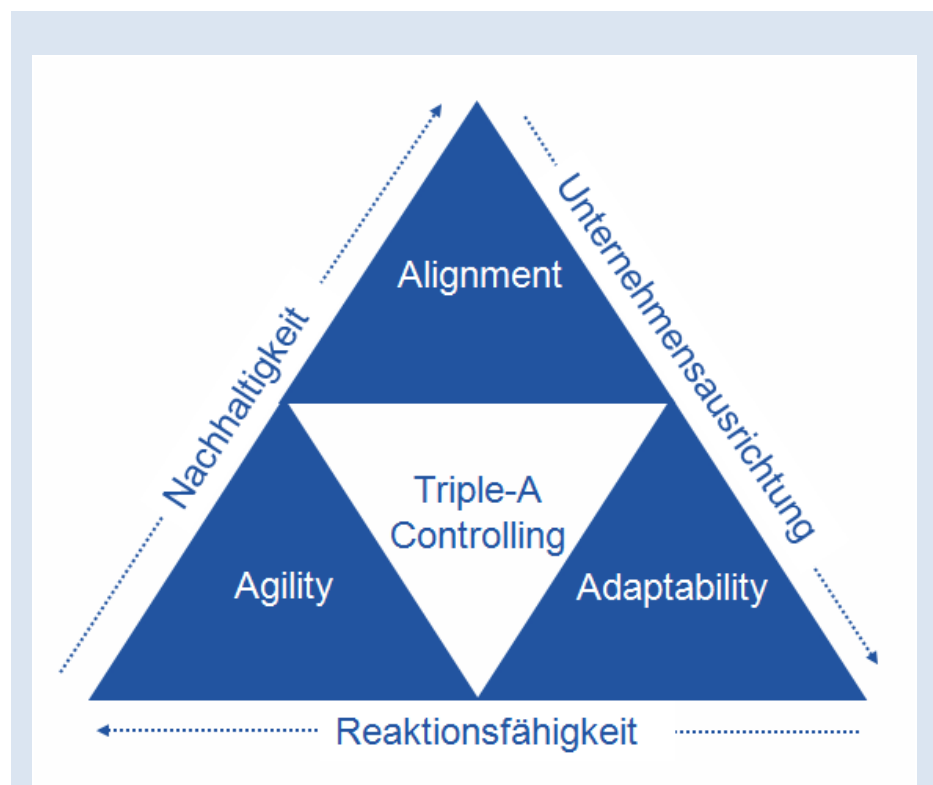 Alignment
Unternehmensausrichtung
Nachhaltigkeit
Triple-A
Controlling
Agility
Adaptability
Reaktionsfähigkeit